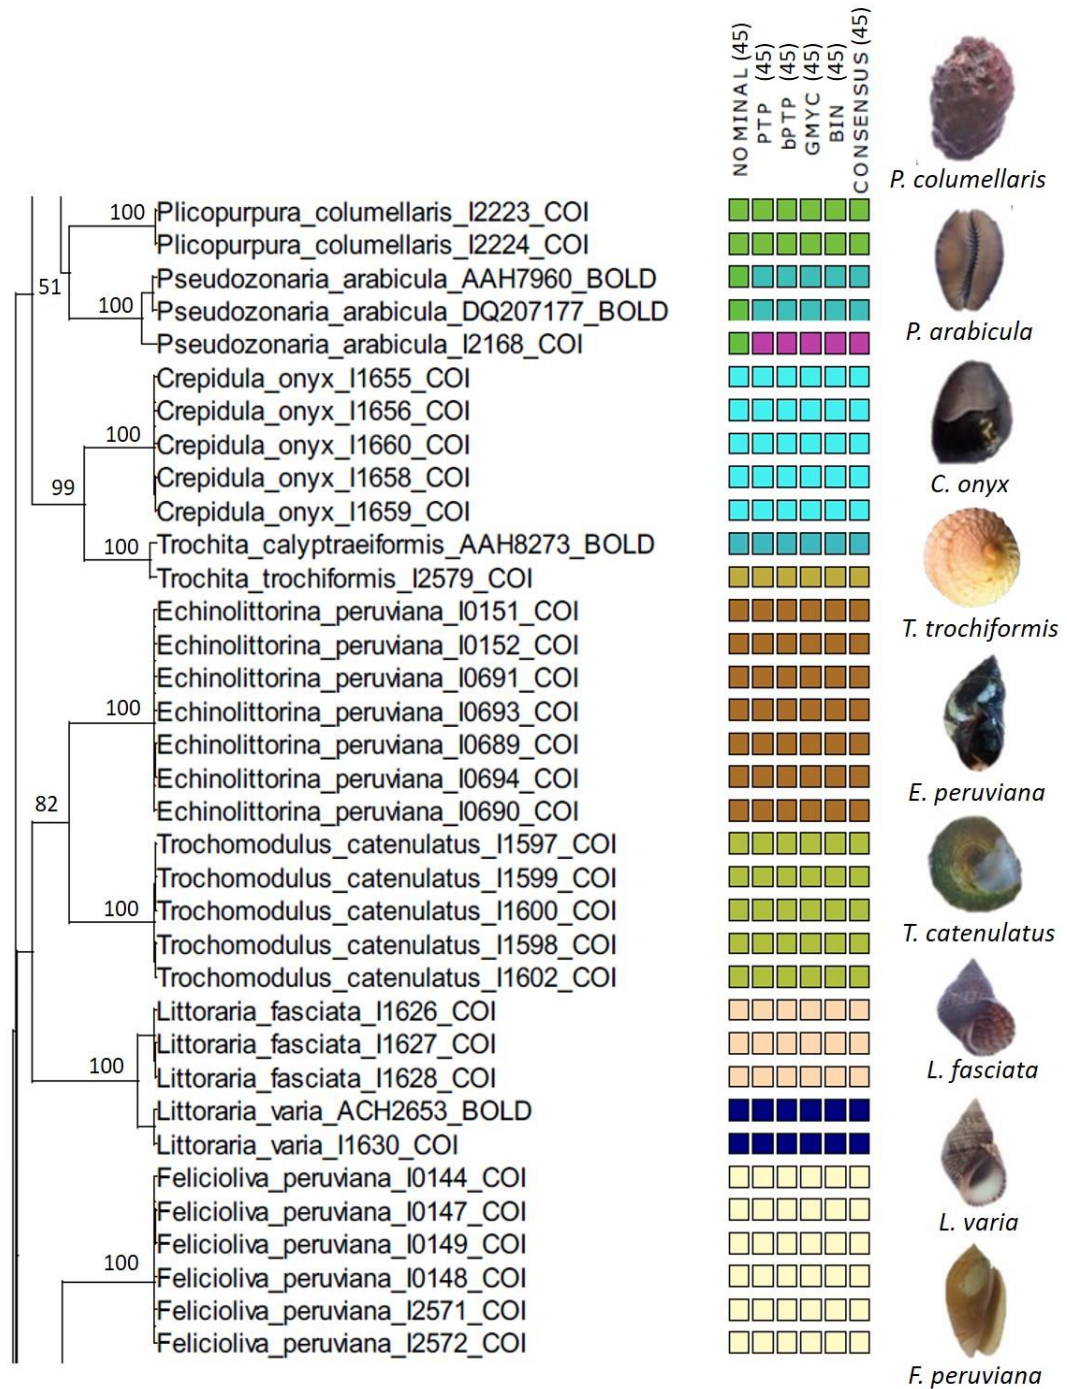 NOMINAL (45)
PTP (45)
bPTP (45)
GMYC (45)
BIN (45)
CONSENSUS (45)
P. columellaris
100
Plicopurpura_columellaris_I2223_COI
Plicopurpura_columellaris_I2224_COI
51
Pseudozonaria_arabicula_AAH7960_BOLD
100
Pseudozonaria_arabicula_DQ207177_BOLD
P. arabicula
Pseudozonaria_arabicula_I2168_COI
Crepidula_onyx_I1655_COI
Crepidula_onyx_I1656_COI
100
Crepidula_onyx_I1660_COI
99
Crepidula_onyx_I1658_COI
C. onyx
Crepidula_onyx_I1659_COI
100
Trochita_calyptraeiformis_AAH8273_BOLD
Trochita_trochiformis_I2579_COI
T. trochiformis
Echinolittorina_peruviana_I0151_COI
Echinolittorina_peruviana_I0152_COI
Echinolittorina_peruviana_I0691_COI
100
Echinolittorina_peruviana_I0693_COI
Echinolittorina_peruviana_I0689_COI
Echinolittorina_peruviana_I0694_COI
E. peruviana
82
Echinolittorina_peruviana_I0690_COI
Trochomodulus_catenulatus_I1597_COI
Trochomodulus_catenulatus_I1599_COI
100
Trochomodulus_catenulatus_I1600_COI
T. catenulatus
Trochomodulus_catenulatus_I1598_COI
Trochomodulus_catenulatus_I1602_COI
Littoraria_fasciata_I1626_COI
Littoraria_fasciata_I1627_COI
100
Littoraria_fasciata_I1628_COI
L. fasciata
Littoraria_varia_ACH2653_BOLD
Littoraria_varia_I1630_COI
Felicioliva_peruviana_I0144_COI
Felicioliva_peruviana_I0147_COI
L. varia
Felicioliva_peruviana_I0149_COI
100
Felicioliva_peruviana_I0148_COI
Felicioliva_peruviana_I2571_COI
Felicioliva_peruviana_I2572_COI
F. peruviana